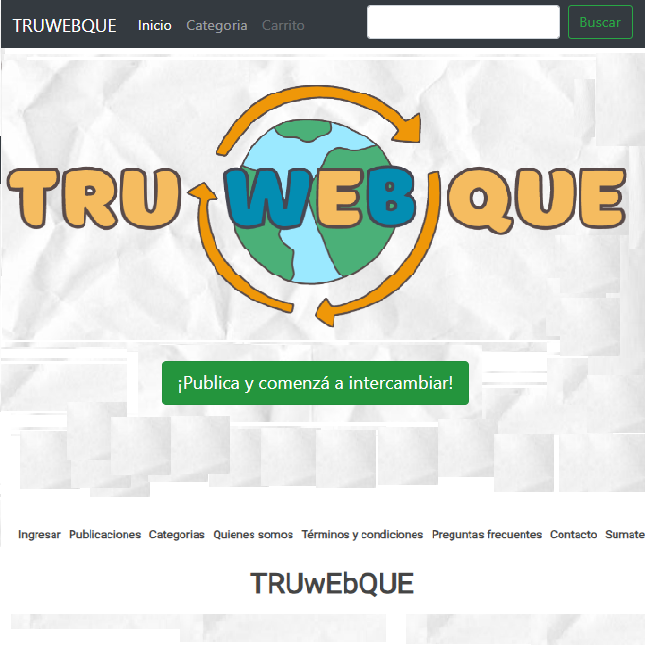 TRUWEBQUE Inicio Categoria Carrito Buscar
TRU WEB QUE
¡Publica y comenzá a intercambiar!
Ingresar Publicaciones Categorias Quienes somos Términos y condiciones Preguntas frecuentes Contacto Sumate
TRUwEbQUE